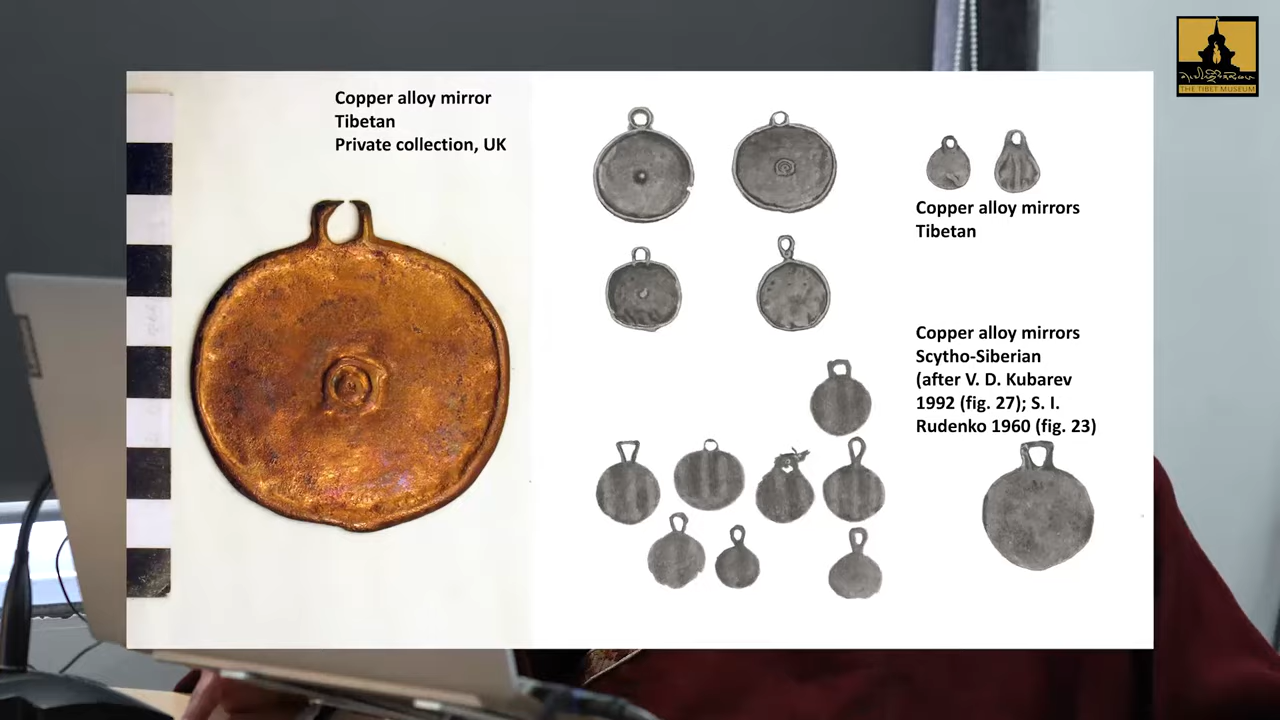 Copper alloy mirror
Tibetan
Private collection, UK
Copper alloy mirrors
Tibetan
Copper alloy mirrors
Scytho-Siberian
(after V. D. Kubarev
1992 (fig. 27); S. I.
Rudenko 1960 (fig. 23)
THE TIBET MUSEUM